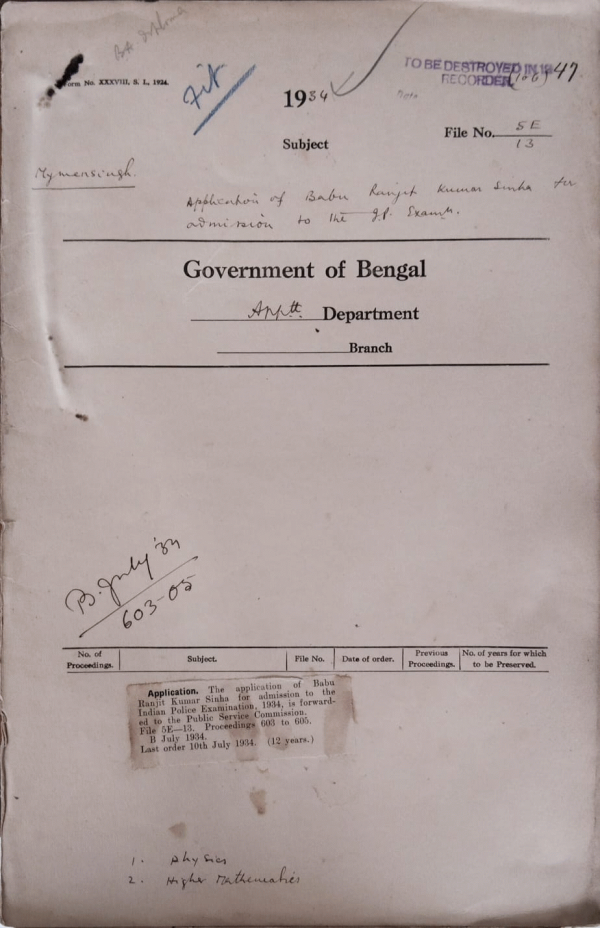 Form No. XXXVIII, S. I., 1924.
Fit
TO BE DESTROYED IN 1947
RECORDER
1934
Subject
File No. 5E
13
Mymensingh.
Application of Babu Ranjit Kumar Sinha for
admission to the I.P. Examn.
Government of Bengal
Apptt Department
Branch
B. July '34
603-05
No. of
Proceedings.
Subject.
File No.
Date of order.
Previous
Proceedings.
No. of years for which
to be Preserved.
Application. The application of Babu
Ranjit Kumar Sinha for admission to the
Indian Police Examination, 1934, is forward-
ed to the Public Service Commission.
File 5E—13. Proceedings 603 to 605.
B July 1934.
Last order 10th July 1934. (12 years.)
1. Physics
2. Higher Mathematics